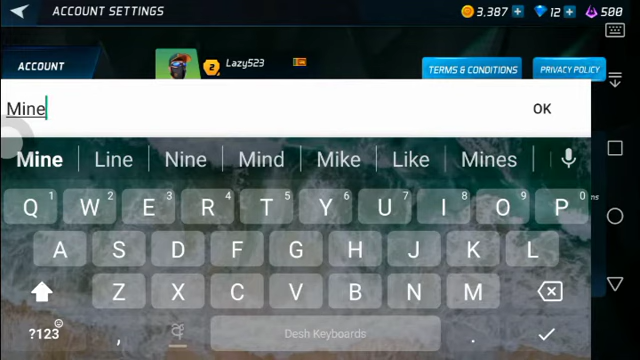 ACCOUNT SETTINGS 3,387 12 500
ACCOUNT 2 Lazy523 TERMS & CONDITIONS PRIVACY POLICY
Mine OK
Mine Line Nine Mind Mike Like Mines
Q 1 W 2 E 3 R 4 T 5 Y 6 U 7 I 8 O 9 P 0
A S D F G H J K L
Z X C V B N M
?123 , Desh Keyboards .